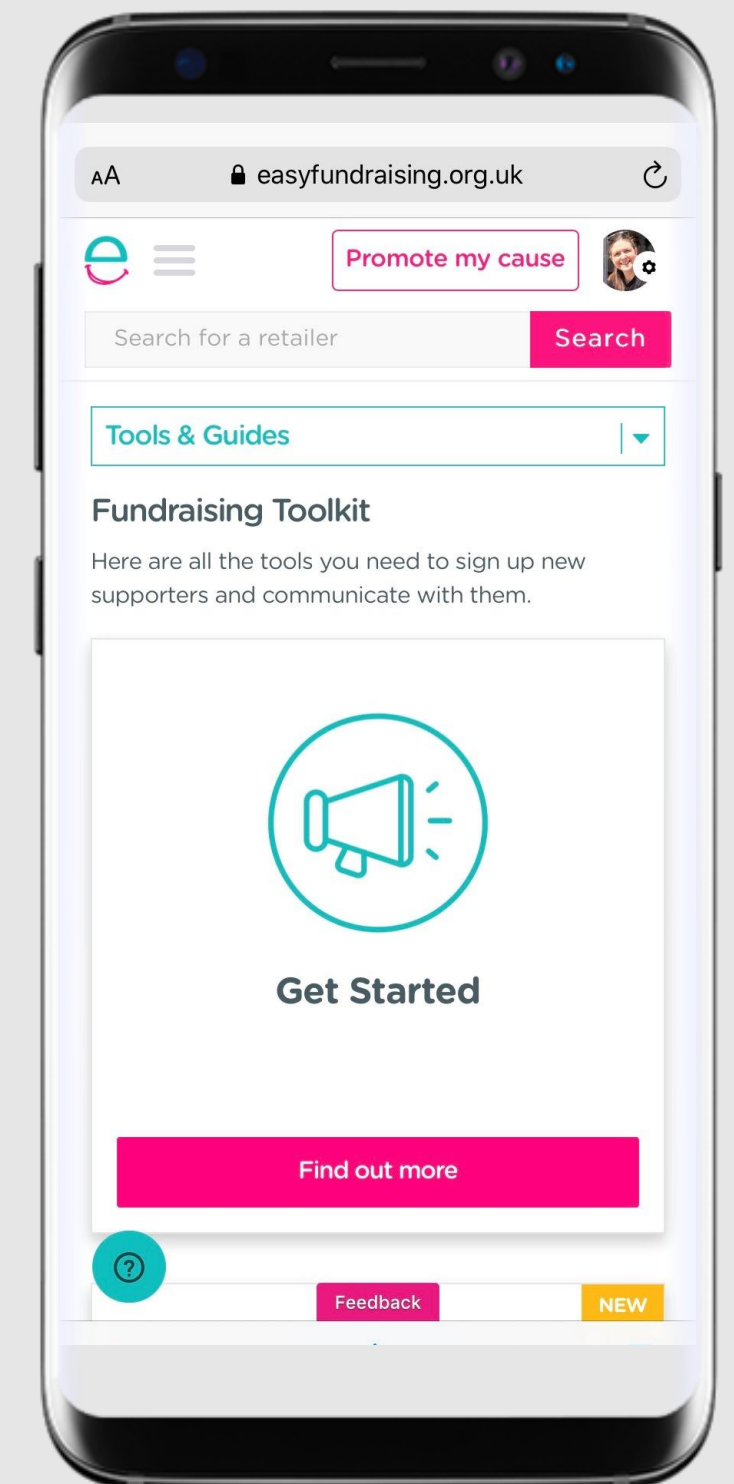 AA
easyfundraising.org.uk
e
Promote my cause
Search for a retailer
Search
Tools & Guides
Fundraising Toolkit
Here are all the tools you need to sign up new
supporters and communicate with them.
Get Started
Find out more
?
Feedback
NEW